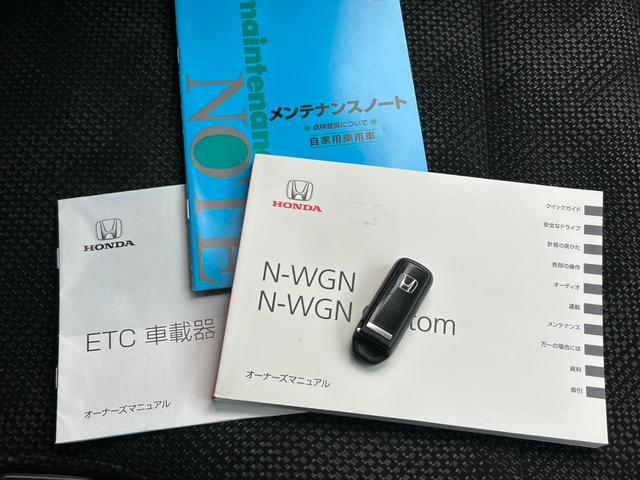 maintenan
NOTE
メンテナンスノート
点検整備について
自家用乗用車
HONDA
ETC 車載器
オーナーズマニュアル
HONDA
N-WGN
N-WGN tom
オーナーズマニュアル
クイックガイド
安全なドライブ
計器の見かた
各部の操作
オーディオ
運転
メンテナンス
万一の場合には
資料
索引